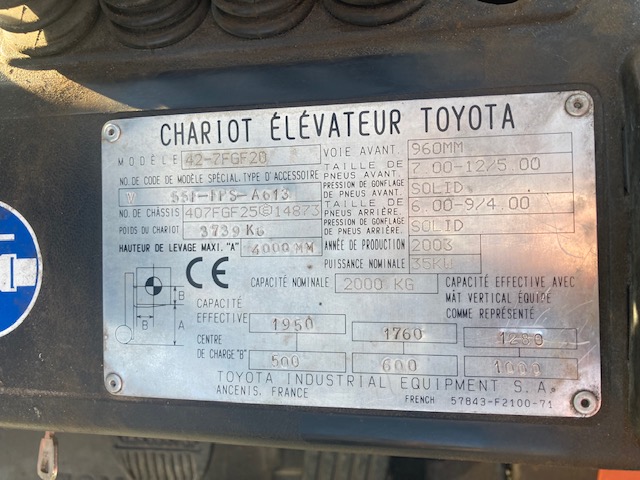 CHARIOT ÉLÉVATEUR TOYOTA
MODÈLE 42-7FGF20
NO. DE CODE DE MODÈLE SPÉCIAL. TYPE D'ACCESSOIRE
V
NO. DE CHÂSSIS 407FGF25 14873
POIDS DU CHARIOT 3739KG
HAUTEUR DE LEVAGE MAXI. "A" 4000MM
VOIE AVANT. 960MM
TAILLE DE PNEUS AVANT. 7 00-12/5.00
PRESSION DE GONFLAGE DE PNEUS AVANT. SOLID
TAILLE DE PNEUS ARRIÈRE. 6 00-9/4.00
PRESSION DE GONFLAGE DE PNEUS ARRIÈRE. SOLID
ANNÉE DE PRODUCTION 2003
PUISSANCE NOMINALE 35KW
B
B
A
CE
CAPACITÉ NOMINALE 2000 KG
CAPACITÉ EFFECTIVE AVEC
MÂT VERTICAL ÉQUIPÉ
COMME REPRÉSENTÉ
CAPACITÉ EFFECTIVE 1950 1760
CENTRE DE CHARGE "B" 500 600 1000
TOYOTA INDUSTRIAL EQUIPMENT S.A.
ANCENIS, FRANCE
FRENCH 57843-F2100-71